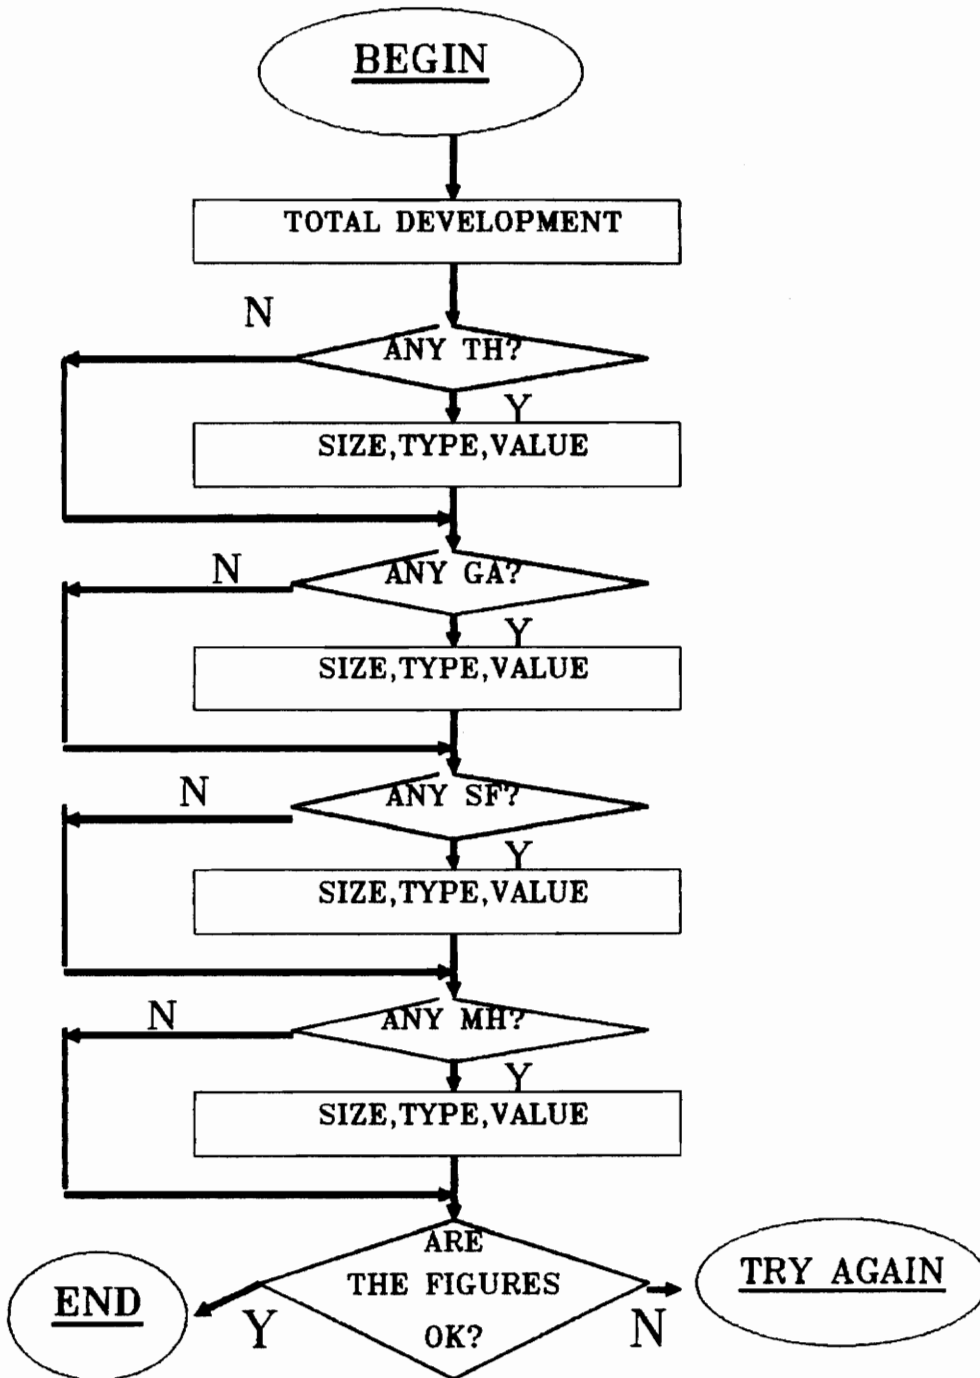 BEGIN
TOTAL DEVELOPMENT
N
ANY TH?
Y
SIZE,TYPE,VALUE
N
ANY GA?
Y
SIZE,TYPE,VALUE
N
ANY SF?
Y
SIZE,TYPE,VALUE
N
ANY MH?
Y
SIZE,TYPE,VALUE
ARE
THE FIGURES
OK?
Y
END
N
TRY AGAIN